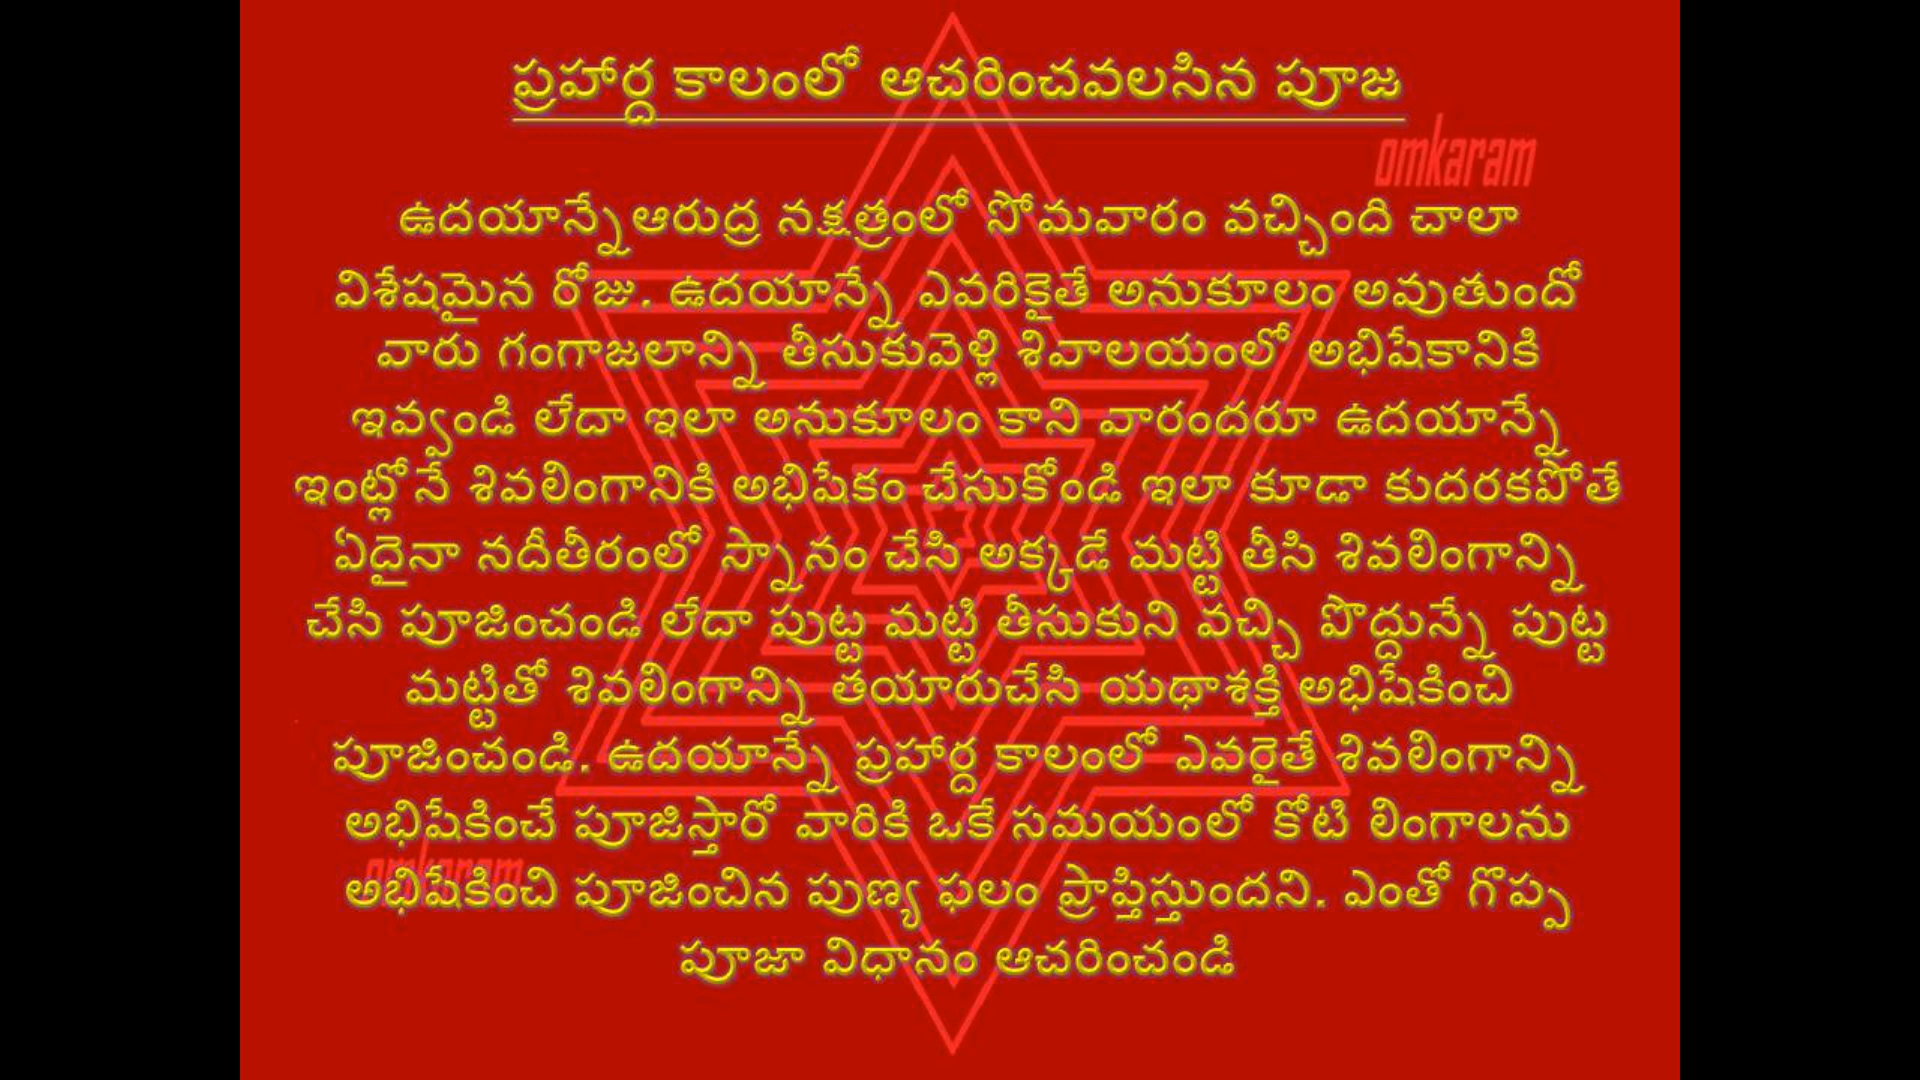 ప్రహార్ధ కాలంలో ఆచరించవలసిన పూజ
omkaram
ఉదయాన్నే ఆరుద్ర నక్షత్రంలో సోమవారం వచ్చింది చాలా
విశేషమైన రోజు. ఉదయాన్నే ఎవరికైతే అనుకూలం అవుతుందో
వారు గంగాజలాన్ని తీసుకువెళ్లి శివాలయంలో అభిషేకానికి
ఇవ్వండి లేదా ఇలా అనుకూలం కాని వారందరూ ఉదయాన్నే
ఇంట్లోనే శివలింగానికి అభిషేకం చేసుకోండి ఇలా కూడా కుదరకపోతే
ఏదైనా నదీతీరంలో స్నానం చేసి అక్కడే మట్టి తీసి శివలింగాన్ని
చేసి పూజించండి లేదా పుట్ట మట్టి తీసుకుని వచ్చి పొద్దున్నే పుట్ట
మట్టితో శివలింగాన్ని తయారుచేసి యథాశక్తి అభిషేకించి
పూజించండి. ఉదయాన్నే ప్రహార్ధ కాలంలో ఎవరైతే శివలింగాన్ని
అభిషేకించే పూజిస్తారో వారికి ఒకే సమయంలో కోటి లింగాలను
omkaram
అభిషేకించి పూజించిన పుణ్య ఫలం ప్రాప్తిస్తుందని. ఎంతో గొప్ప
పూజా విధానం ఆచరించండి